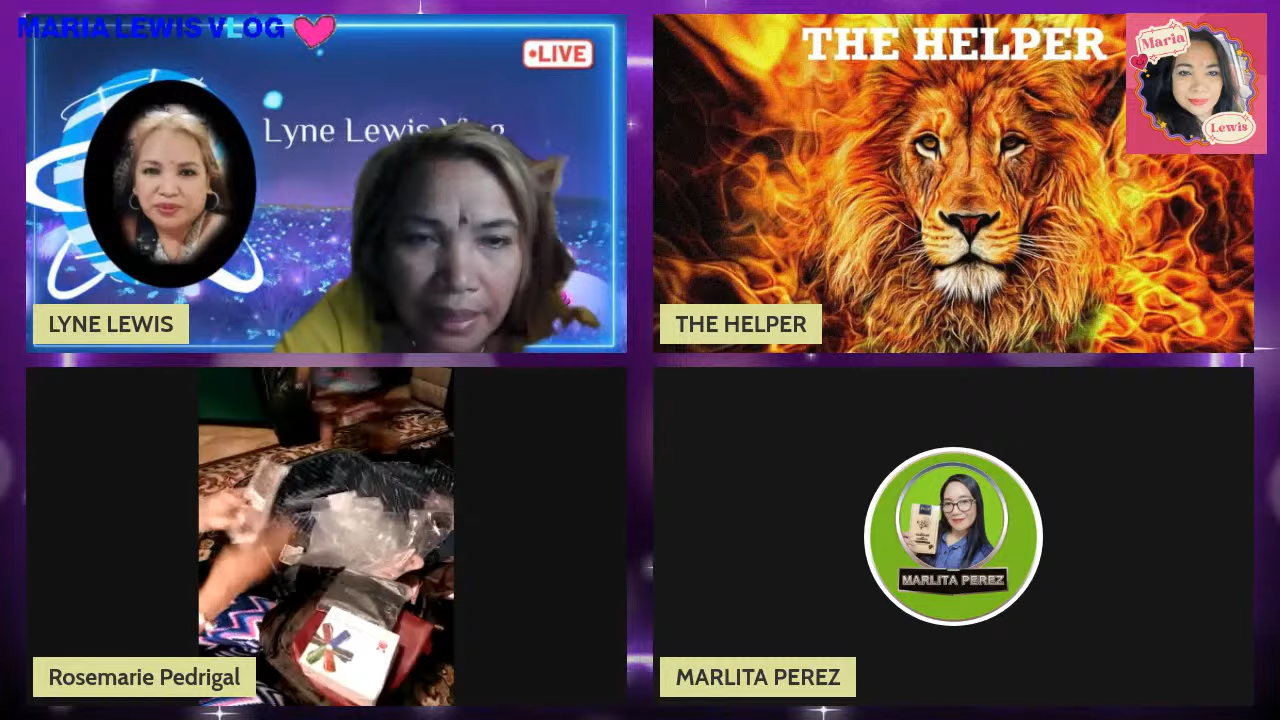 MARIA LEWIS VLOG
LIVE
Lyne Lewis Vlog
LYNE LEWIS
THE HELPER
Maria
Lewis
THE HELPER
Rosemarie Pedrigal
MARLITA PEREZ
MARLITA PEREZ